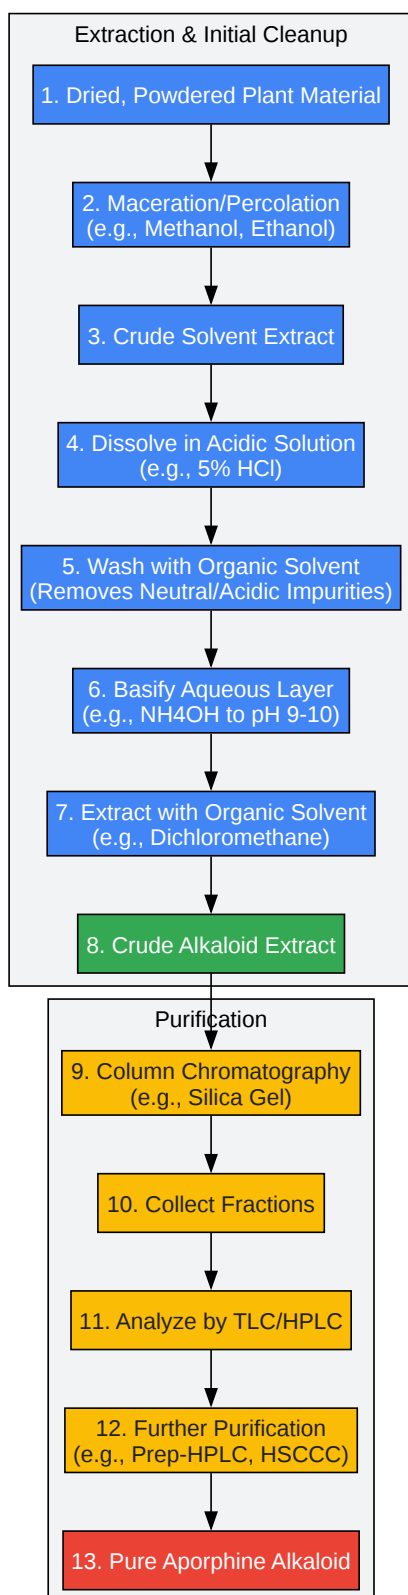 Extraction & Initial Cleanup
1. Dried, Powdered Plant Material
2. Maceration/Percolation
(e.g., Methanol, Ethanol)
3. Crude Solvent Extract
4. Dissolve in Acidic Solution
(e.g., 5% HCl)
5. Wash with Organic Solvent
(Removes Neutral/Acidic Impurities)
6. Basify Aqueous Layer
(e.g., NH4OH to pH 9-10)
7. Extract with Organic Solvent
(e.g., Dichloromethane)
8. Crude Alkaloid Extract
Purification
9. Column Chromatography
(e.g., Silica Gel)
10. Collect Fractions
11. Analyze by TLC/HPLC
12. Further Purification
(e.g., Prep-HPLC, HSCCC)
13. Pure Aporphine Alkaloid